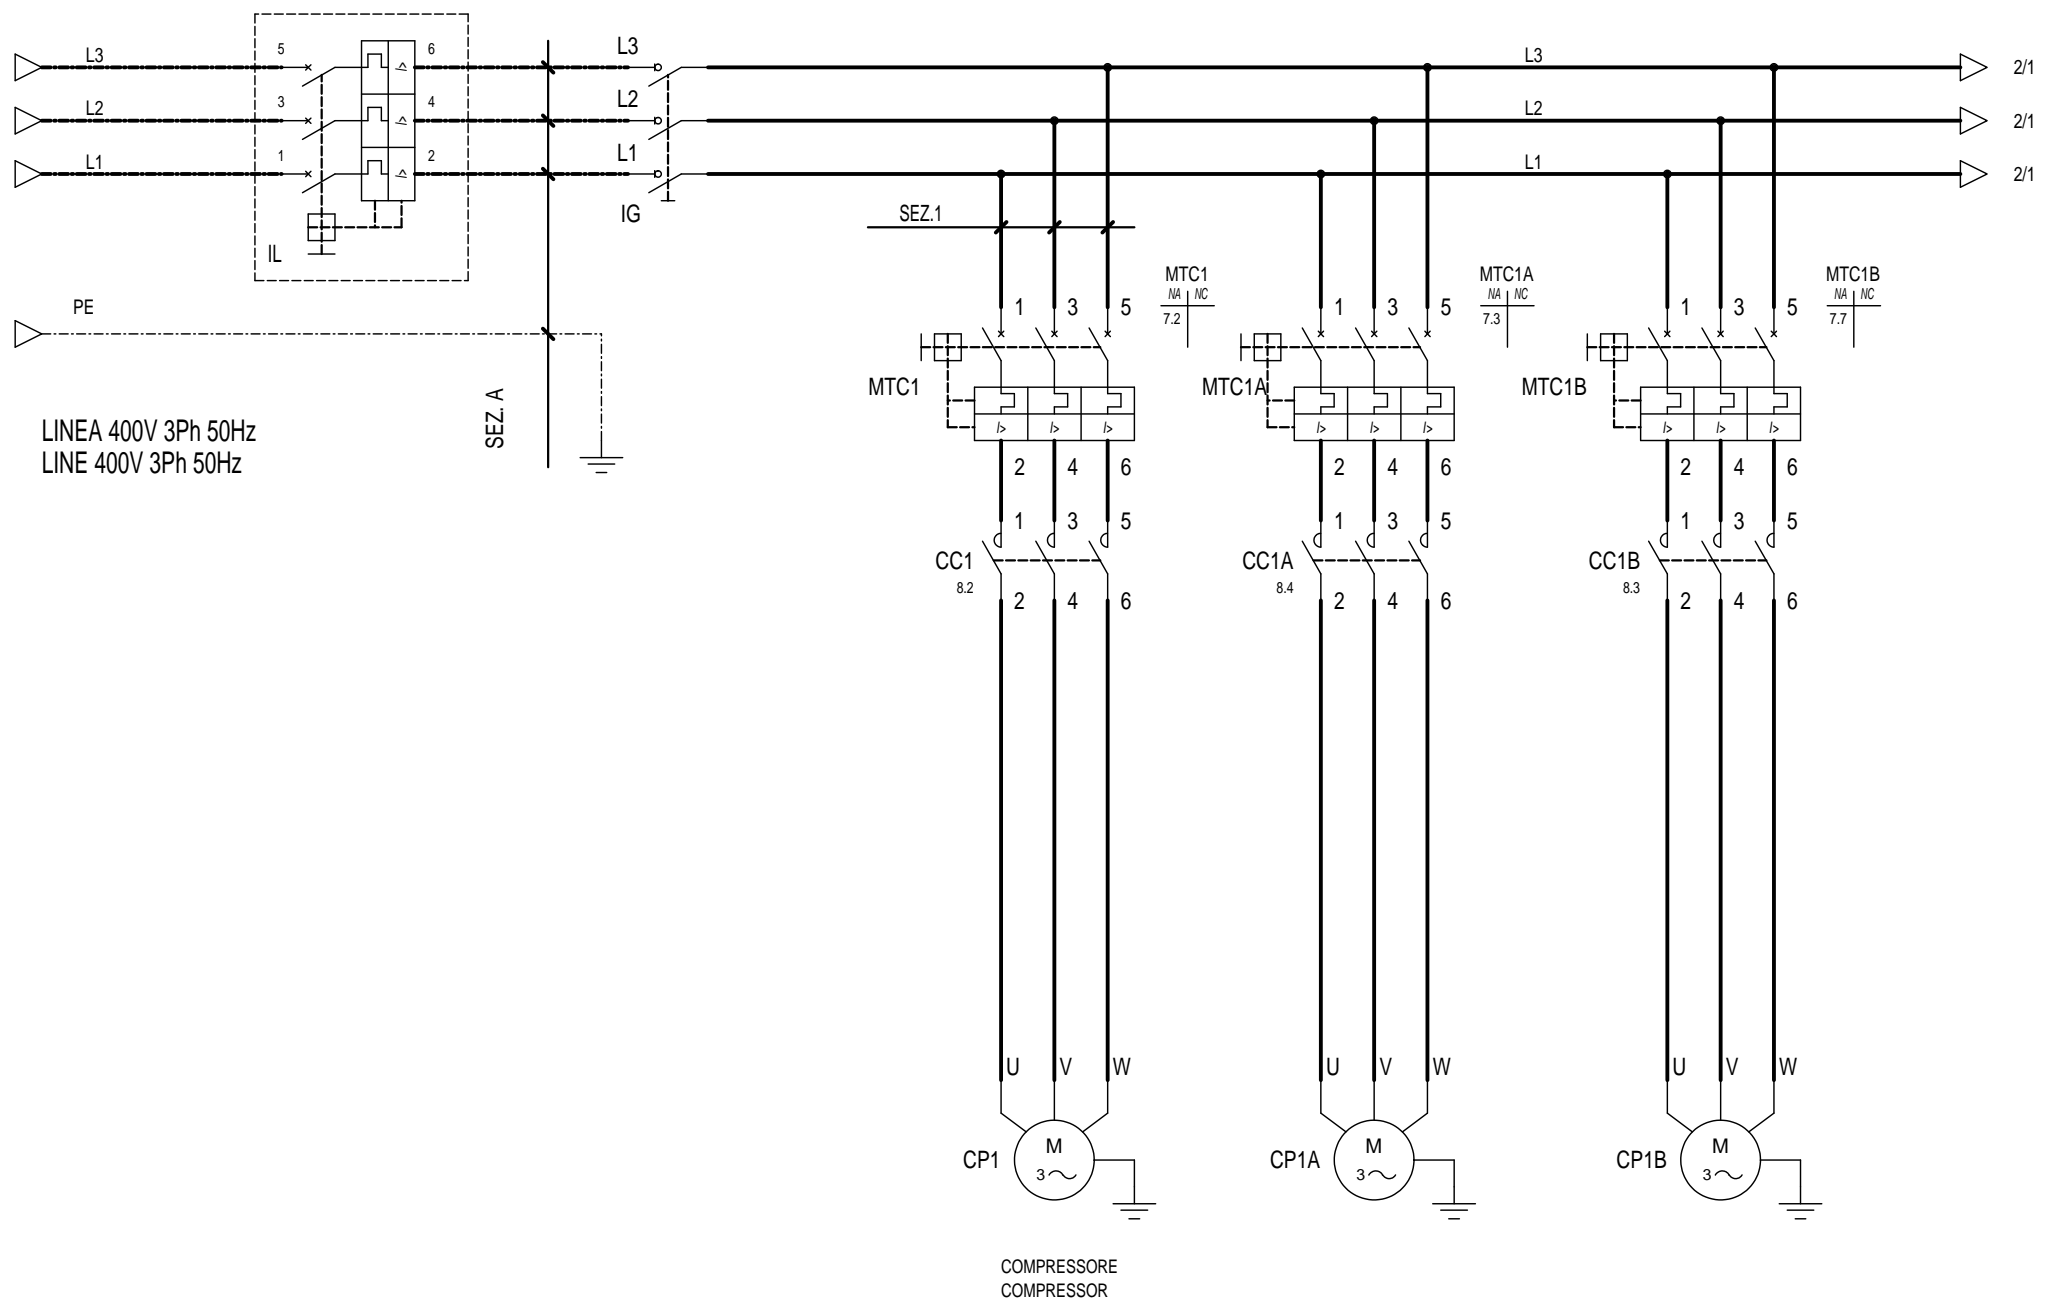 L3
5
6
L3
L3
2/1
L2
3
4
L2
L2
2/1
L1
1
2
L1
L1
2/1
IL
IG
SEZ.1
PE
SEZ. A
LINEA 400V 3Ph 50Hz
LINE 400V 3Ph 50Hz
MTC1
NA NC
7.2
MTC1A
NA NC
7.3
MTC1B
NA NC
7.7
1 3 5
1 3 5
1 3 5
MTC1
MTC1A
MTC1B
I> I> I>
I> I> I>
I> I> I>
2 4 6
2 4 6
2 4 6
1 3 5
1 3 5
1 3 5
CC1
8.2
CC1A
8.4
CC1B
8.3
2 4 6
2 4 6
2 4 6
U V W
U V W
U V W
CP1
M
3
CP1A
M
3
CP1B
M
3
COMPRESSORE
COMPRESSOR